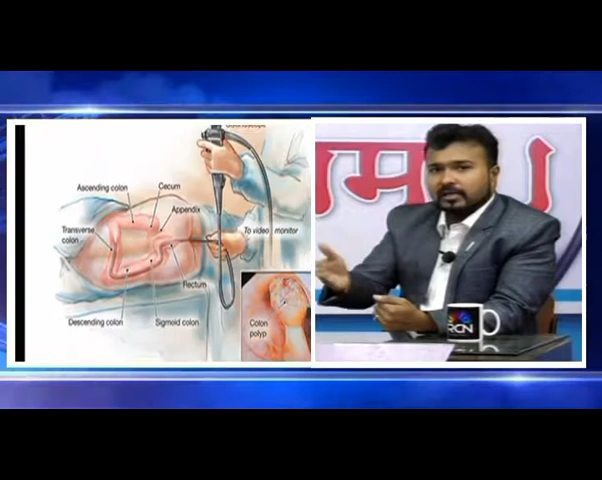 Ascending colon
Cecum
Appendix
Transverse
colon
To video monitor
Rectum
Descending colon
Sigmoid colon
Colon
polyp
RCN